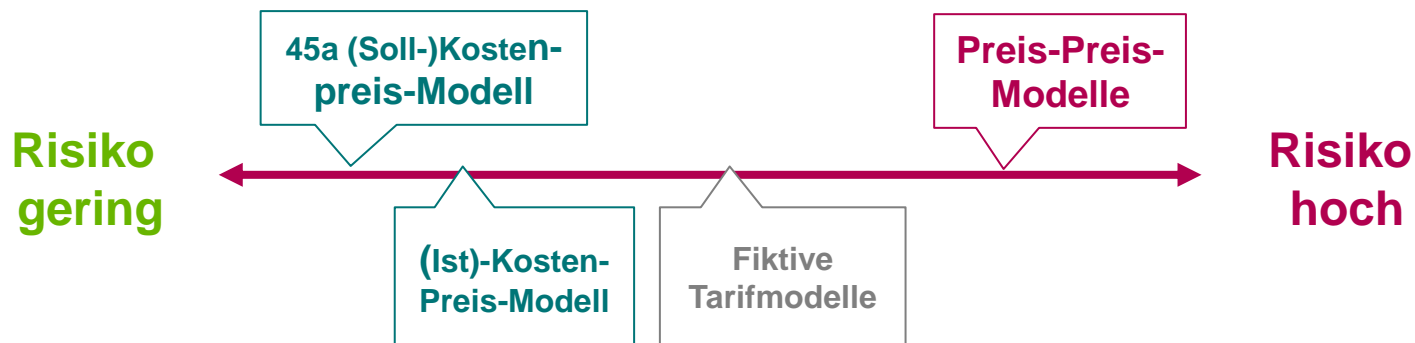 45a (Soll-)Kosten-
preis-Modell
Preis-Preis-
Modelle
Risiko
gering
Risiko
hoch
(Ist)-Kosten-
Preis-Modell
Fiktive
Tarifmodelle